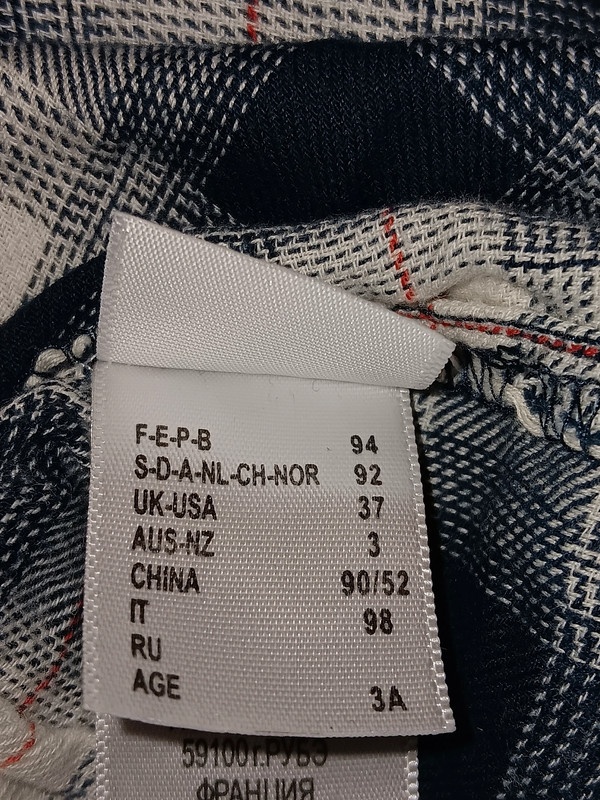 F-E-P-B 94
S-D-A-NL-CH-NOR 92
UK-USA 37
AUS-NZ 3
CHINA 90/52
IT 98
RU
AGE 3A
59100г.РУБЭ
ФРАНЦИЯ